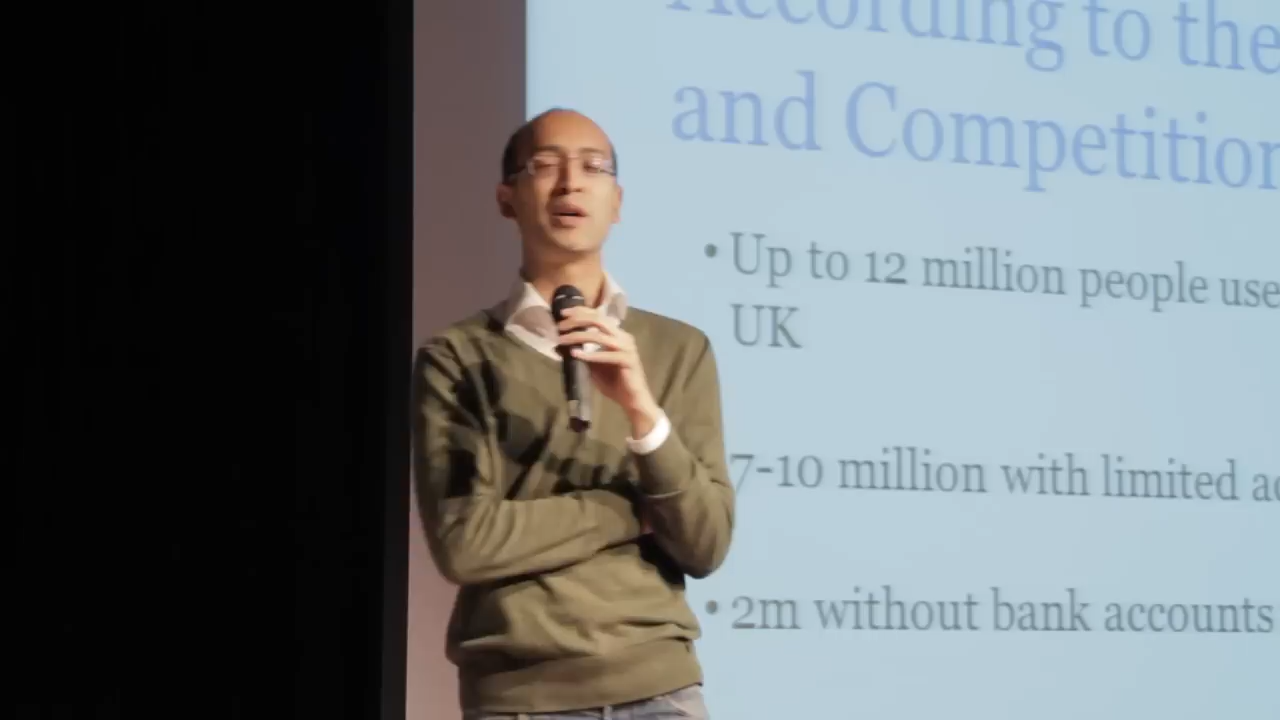 According to the
and Competition
• Up to 12 million people use
UK
7-10 million with limited
• 2m without bank accounts